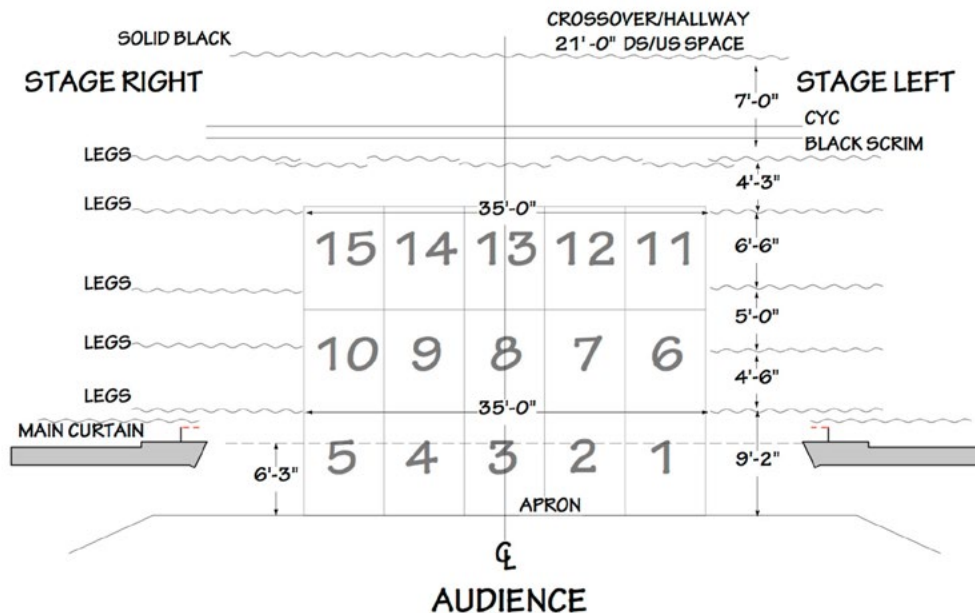 CROSSOVER/HALLWAY
SOLID BLACK
21'-0" DS/US SPACE
STAGE RIGHT
STAGE LEFT
7'-0"
CYC
BLACK SCRIM
LEGS
4'-3"
LEGS
35'-0"
15 14 13 12 11
6'-6"
LEGS
5'-0"
LEGS
10 9 8 7 6
4'-6"
LEGS
35'-0"
MAIN CURTAIN
6'-3"
5 4 3 2 1
9'-2"
APRON
CL
AUDIENCE